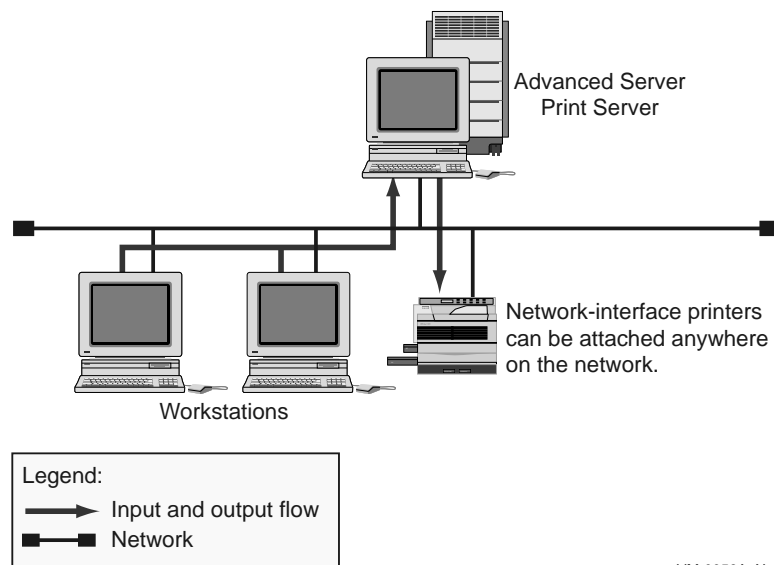 Advanced Server
Print Server
Network-interface printers
can be attached anywhere
on the network.
Workstations
Legend:
Input and output flow
Network